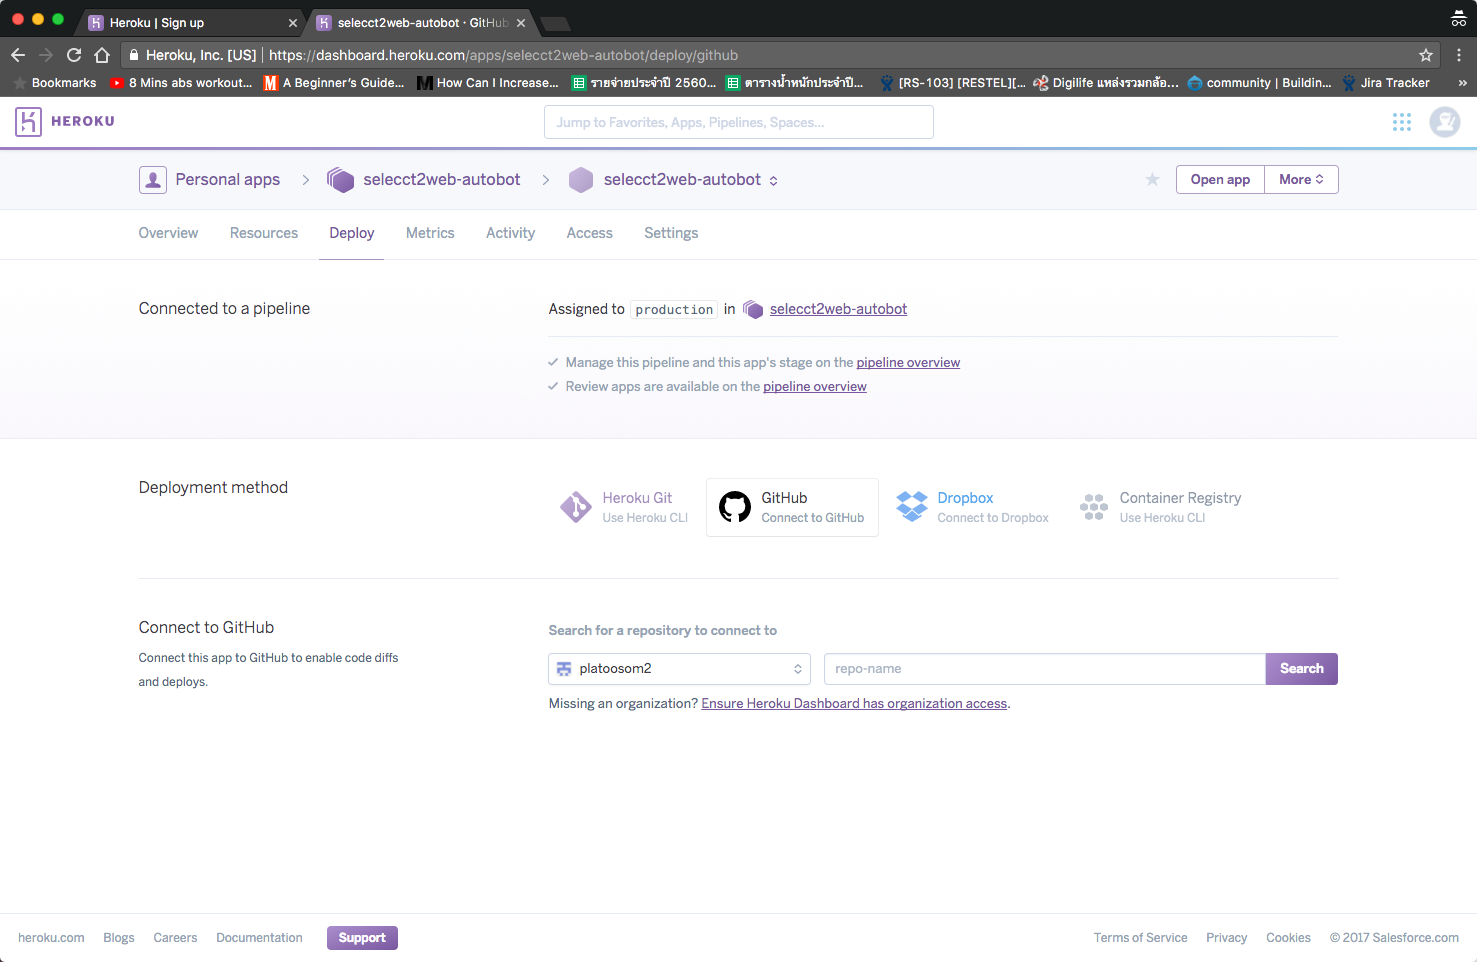 Heroku | Sign up
selecct2web-autobot · GitHub
Heroku, Inc. [US] | https://dashboard.heroku.com/apps/selecct2web-autobot/deploy/github
Bookmarks 8 Mins abs workout... A Beginner's Guide... How Can I Increase... รายจ่ายประจำปี 2560... ตารางน้ำหนักประจำปี... [RS-103] [RESTEL][... Digilife แหล่งรวมกล้อ... community | Buildin... Jira Tracker »
HEROKU
Jump to Favorites, Apps, Pipelines, Spaces...
Personal apps > selecct2web-autobot > selecct2web-autobot
Open app More
Overview Resources Deploy Metrics Activity Access Settings
Connected to a pipeline
Assigned to production in selecct2web-autobot
Manage this pipeline and this app's stage on the pipeline overview
Review apps are available on the pipeline overview
Deployment method
Heroku Git
Use Heroku CLI
GitHub
Connect to GitHub
Dropbox
Connect to Dropbox
Container Registry
Use Heroku CLI
Connect to GitHub
Connect this app to GitHub to enable code diffs
and deploys.
Search for a repository to connect to
platoosom2
repo-name
Search
Missing an organization? Ensure Heroku Dashboard has organization access.
heroku.com Blogs Careers Documentation Support
Terms of Service Privacy Cookies © 2017 Salesforce.com